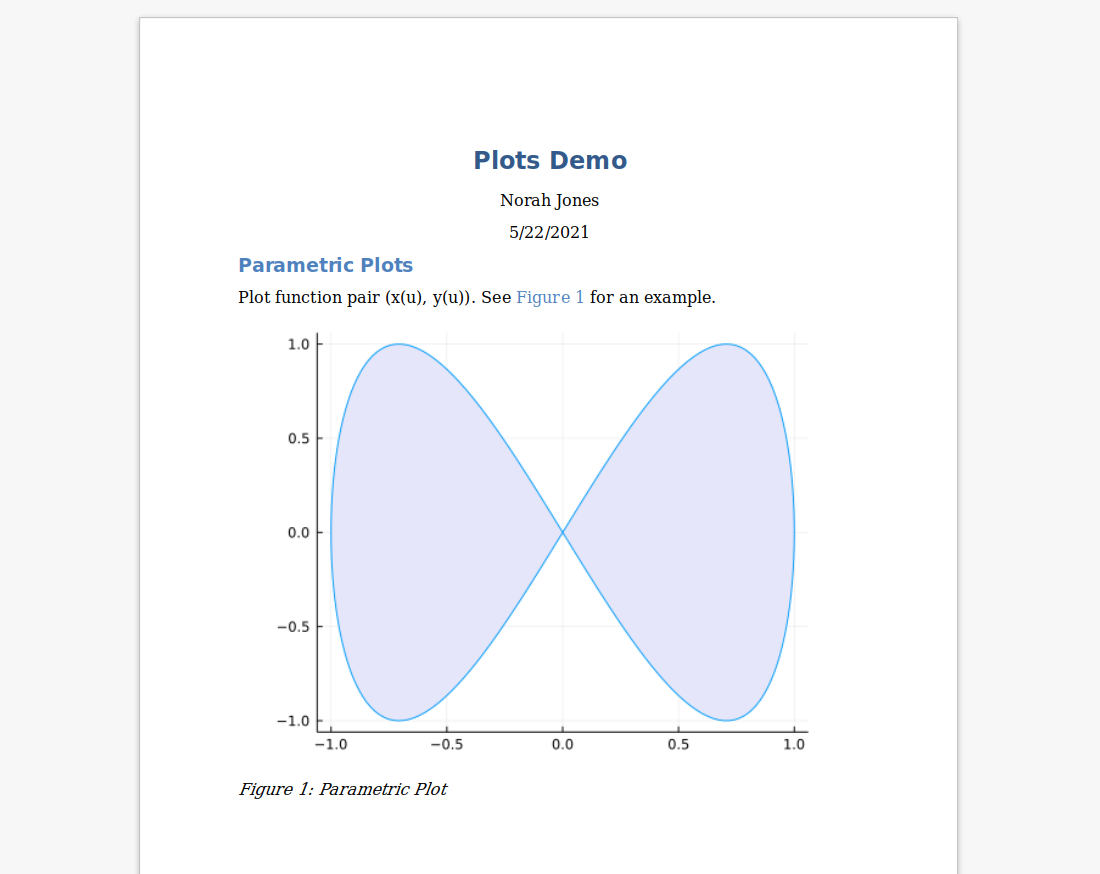 Plots Demo
Norah Jones
5/22/2021
Parametric Plots
Plot function pair (x(u), y(u)). See Figure 1 for an example.
1.0
0.5
0.0
−0.5
−1.0
−1.0 −0.5 0.0 0.5 1.0
Figure 1: Parametric Plot